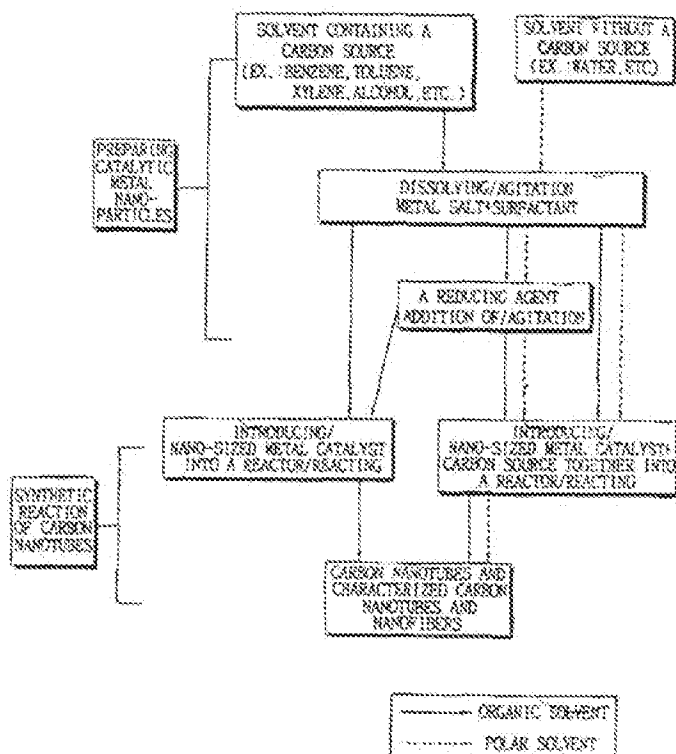 SOLVENT CONTAINING A
CARBON SOURCE
(EX. :BENZENE, TOLUENE,
XYLENE, ALCOHOL, ETC.)
SOLVENT WITHOUT A
CARBON SOURCE
(EX. :WATER, ETC)
PREPARING
CATALYTIC
METAL
NANO-
PARTICLES
DISSOLVING/AGITATION
METAL SALT+SURFACTANT
A REDUCING AGENT
ADDITION OF/AGITATION
INTRODUCING/
NANO-SIZED METAL CATALYST
INTO A REACTOR/REACTING
INTRODUCING/
NANO-SIZED METAL CATALYST+
CARBON SOURCE TOGETHER INTO
A REACTOR/REACTING
SYNTHETIC
REACTION
OF CARBON
NANOTUBES
CARBON NANOTUBES AND
CHARACTERIZED CARBON
NANOTUBES AND
NANOFIBERS
ORGANIC SOLVENT
POLAR SOLVENT